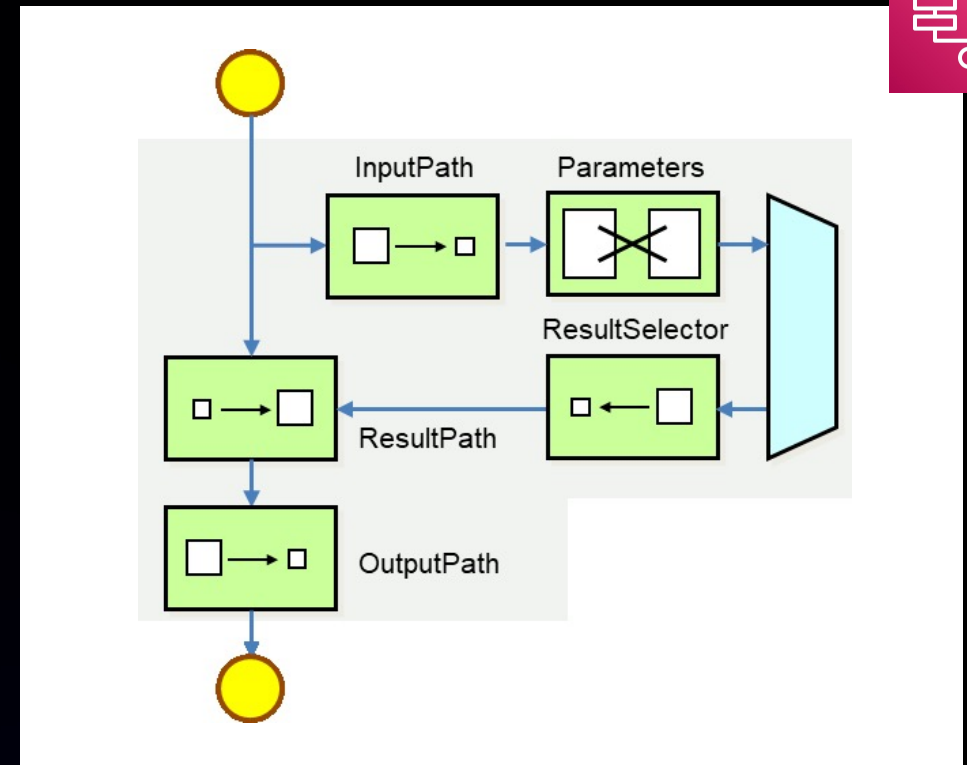 InputPath
Parameters
ResultSelector
ResultPath
OutputPath